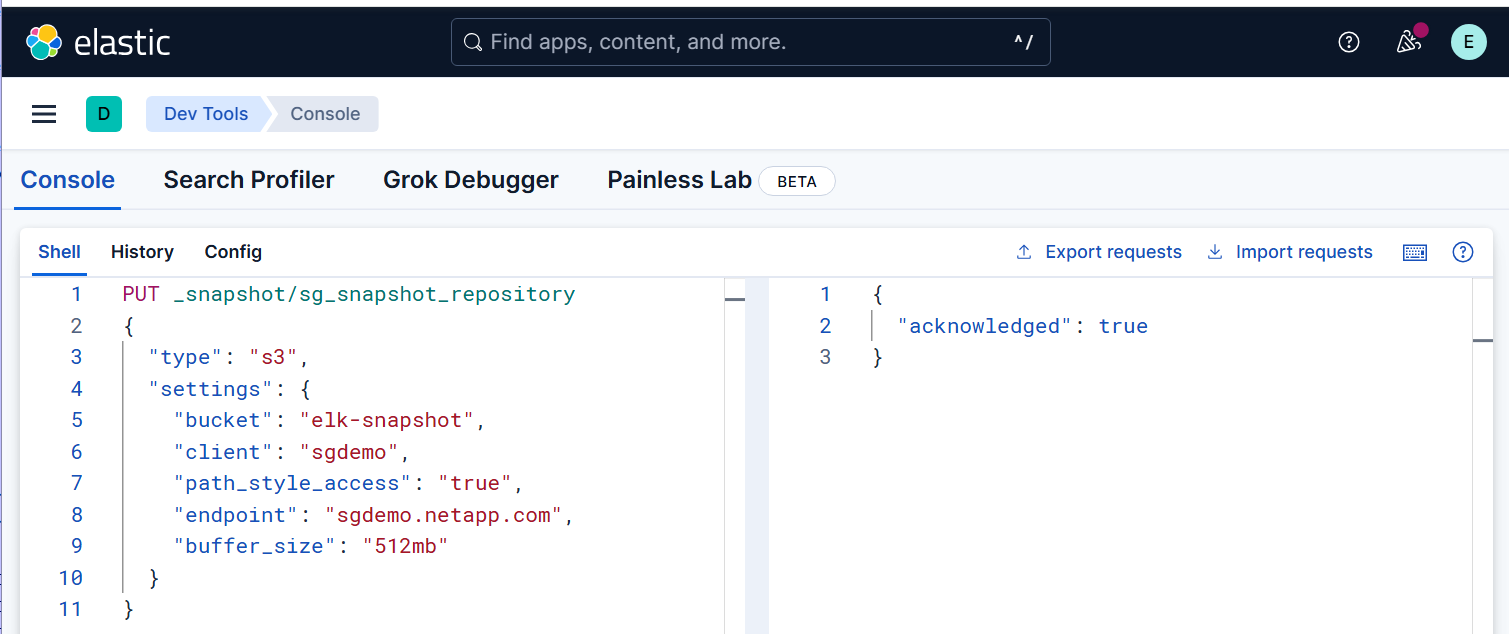 elastic
Find apps, content, and more.
^/
E
D
Dev Tools
Console
Console
Search Profiler
Grok Debugger
Painless Lab
BETA
Shell
History
Config
Export requests
Import requests
1 PUT _snapshot/sg_snapshot_repository
2 {
3 "type": "s3",
4 "settings": {
5 "bucket": "elk-snapshot",
6 "client": "sgdemo",
7 "path_style_access": "true",
8 "endpoint": "sgdemo.netapp.com",
9 "buffer_size": "512mb"
10 }
11 }
1 {
2 "acknowledged": true
3 }